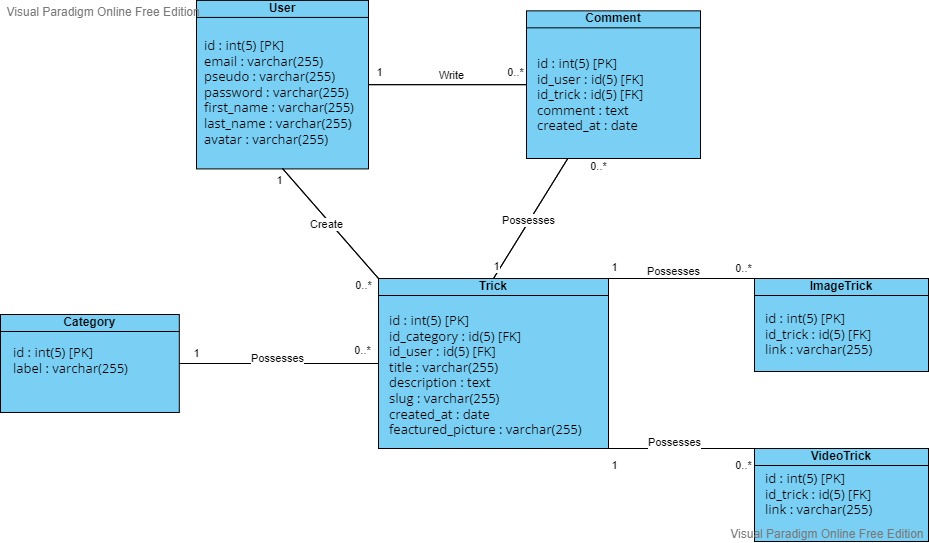 Visual Paradigm Online Free Edition
User
id : int(5) [PK]
email : varchar(255)
pseudo : varchar(255)
password : varchar(255)
first_name : varchar(255)
last_name : varchar(255)
avatar : varchar(255)
1
Write
0..*
Comment
id : int(5) [PK]
id_user : id(5) [FK]
id_trick : id(5) [FK]
comment : text
created_at : date
1
Create
0..*
0..*
Possesses
1
Category
id : int(5) [PK]
label : varchar(255)
1
Possesses
0..*
Trick
id : int(5) [PK]
id_category : id(5) [FK]
id_user : id(5) [FK]
title : varchar(255)
description : text
slug : varchar(255)
created_at : date
feactured_picture : varchar(255)
1
Possesses
0..*
ImageTrick
id : int(5) [PK]
id_trick : id(5) [FK]
link : varchar(255)
Possesses
1
0..*
VideoTrick
id : int(5) [PK]
id_trick : id(5) [FK]
link : varchar(255)
Visual Paradigm Online Free Edition